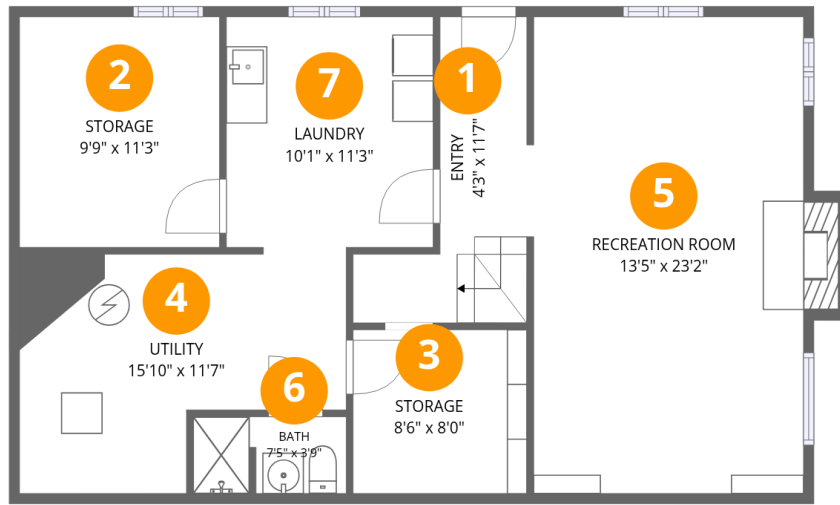 2
STORAGE
9'9" x 11'3"
7
LAUNDRY
10'1" x 11'3"
1
ENTRY
4'3" x 11'7"
5
RECREATION ROOM
13'5" x 23'2"
4
UTILITY
15'10" x 11'7"
3
STORAGE
8'6" x 8'0"
6
BATH
7'5" x 3'9"